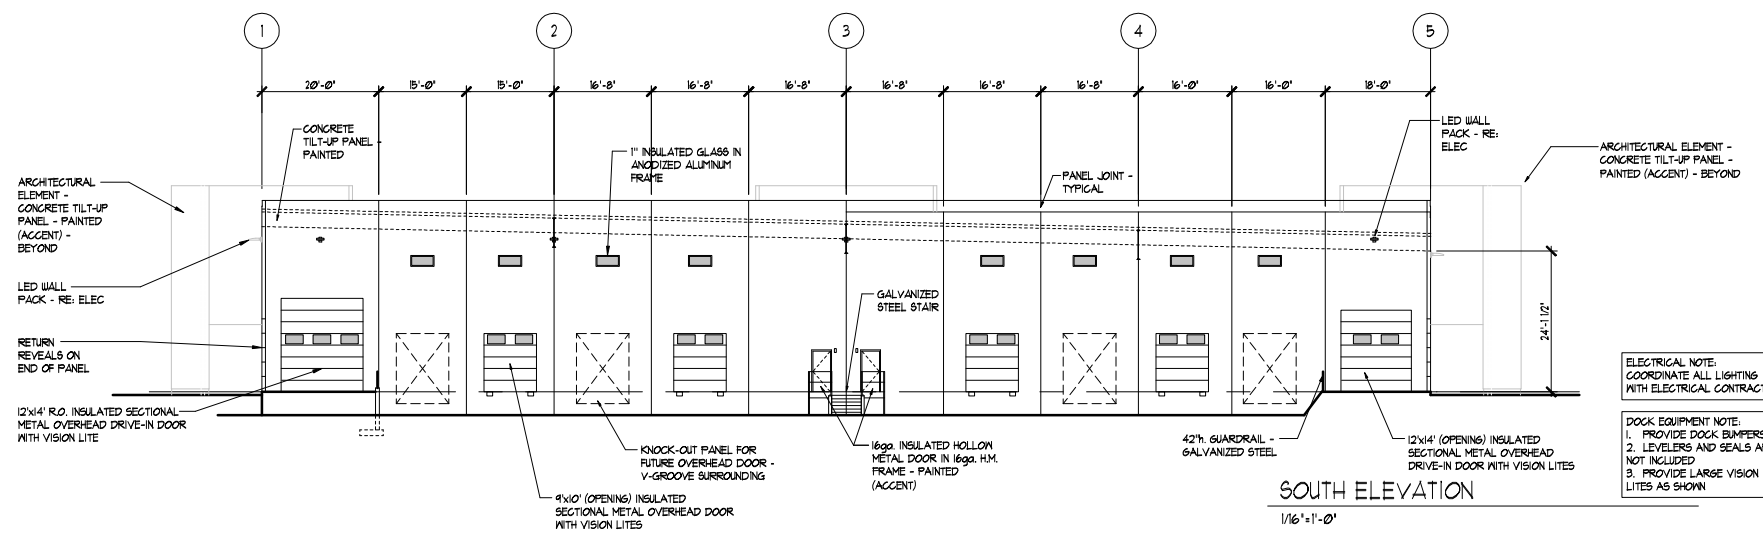 1 2 3 4 5
20'-0" 15'-0" 15'-0" 16'-8" 16'-8" 16'-8" 16'-8" 16'-8" 16'-8" 16'-0" 16'-0" 18'-0"
CONCRETE
TILT-UP PANEL -
PAINTED
1" INSULATED GLASS IN
ANODIZED ALUMINUM
FRAME
PANEL JOINT -
TYPICAL
LED WALL
PACK - RE:
ELEC
ARCHITECTURAL ELEMENT -
CONCRETE TILT-UP PANEL -
PAINTED (ACCENT) - BEYOND
ARCHITECTURAL
ELEMENT -
CONCRETE TILT-UP
PANEL - PAINTED
(ACCENT) -
BEYOND
LED WALL
PACK - RE: ELEC
RETURN
REVEALS ON
END OF PANEL
12'x14' R.O. INSULATED SECTIONAL
METAL OVERHEAD DRIVE-IN DOOR
WITH VISION LITE
GALVANIZED
STEEL STAIR
24'-1 1/2"
KNOCK-OUT PANEL FOR
FUTURE OVERHEAD DOOR -
V-GROOVE SURROUNDING
9'x10' (OPENING) INSULATED
SECTIONAL METAL OVERHEAD DOOR
WITH VISION LITES
16ga. INSULATED HOLLOW
METAL DOOR IN 16ga. H.M.
FRAME - PAINTED
(ACCENT)
42"h. GUARDRAIL -
GALVANIZED STEEL
12'x14' (OPENING) INSULATED
SECTIONAL METAL OVERHEAD
DRIVE-IN DOOR WITH VISION LITES
ELECTRICAL NOTE:
COORDINATE ALL LIGHTING
WITH ELECTRICAL CONTRACT
DOCK EQUIPMENT NOTE:
1. PROVIDE DOCK BUMPERS
2. LEVELERS AND SEALS A
NOT INCLUDED
3. PROVIDE LARGE VISION
LITES AS SHOWN
SOUTH ELEVATION
1/16"=1'-0"